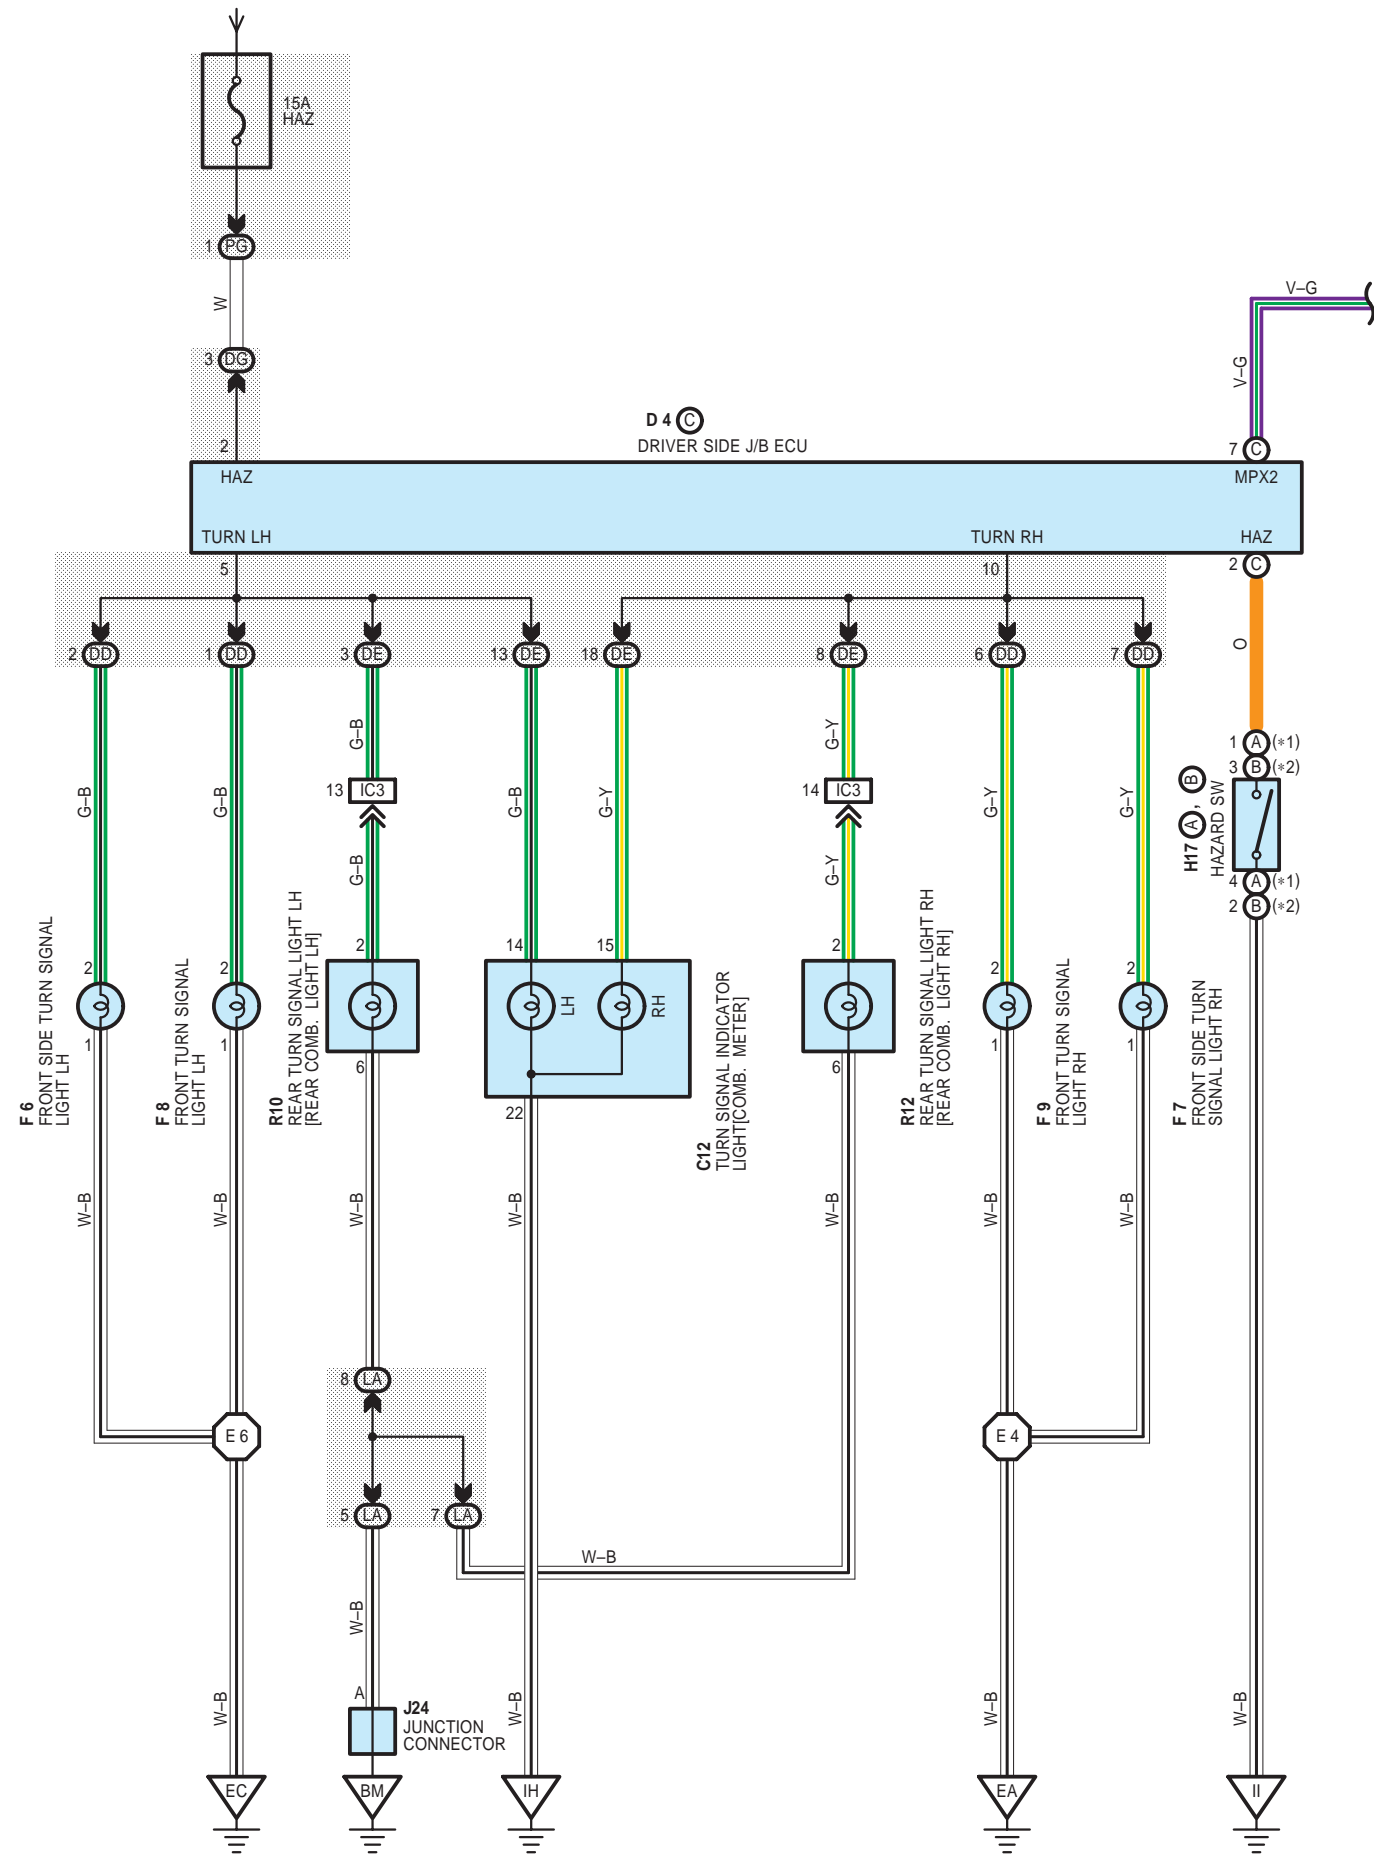 15A
HAZ
1 PG
W
3 DG
2
V–G
V–G
D 4 C
DRIVER SIDE J/B ECU
7 C
HAZ
MPX2
TURN LH
TURN RH
HAZ
5
10
2 C
2 DD
1 DD
3 DE
13 DE
18 DE
8 DE
6 DD
7 DD
O
G–B
G–B
G–B
13 IC3
G–B
G–B
G–Y
G–Y
14 IC3
G–Y
G–Y
G–Y
1 A (*1)
3 B (*2)
H17 A , B
HAZARD SW
4 A (*1)
2 B (*2)
2
2
2
14
15
2
2
2
LH
RH
1
1
6
22
6
1
1
F 6
FRONT SIDE TURN SIGNAL
LIGHT LH
F 8
FRONT TURN SIGNAL
LIGHT LH
R10
REAR TURN SIGNAL LIGHT LH
[REAR COMB. LIGHT LH]
C12
TURN SIGNAL INDICATOR
LIGHT[COMB. METER]
R12
REAR TURN SIGNAL LIGHT RH
[REAR COMB. LIGHT RH]
F 9
FRONT TURN SIGNAL
LIGHT RH
F 7
FRONT SIDE TURN
SIGNAL LIGHT RH
W–B
W–B
W–B
W–B
W–B
W–B
W–B
8 LA
E 6
E 4
5 LA
7 LA
W–B
W–B
A
J24
JUNCTION
CONNECTOR
W–B
W–B
W–B
W–B
EC
BM
IH
EA
II